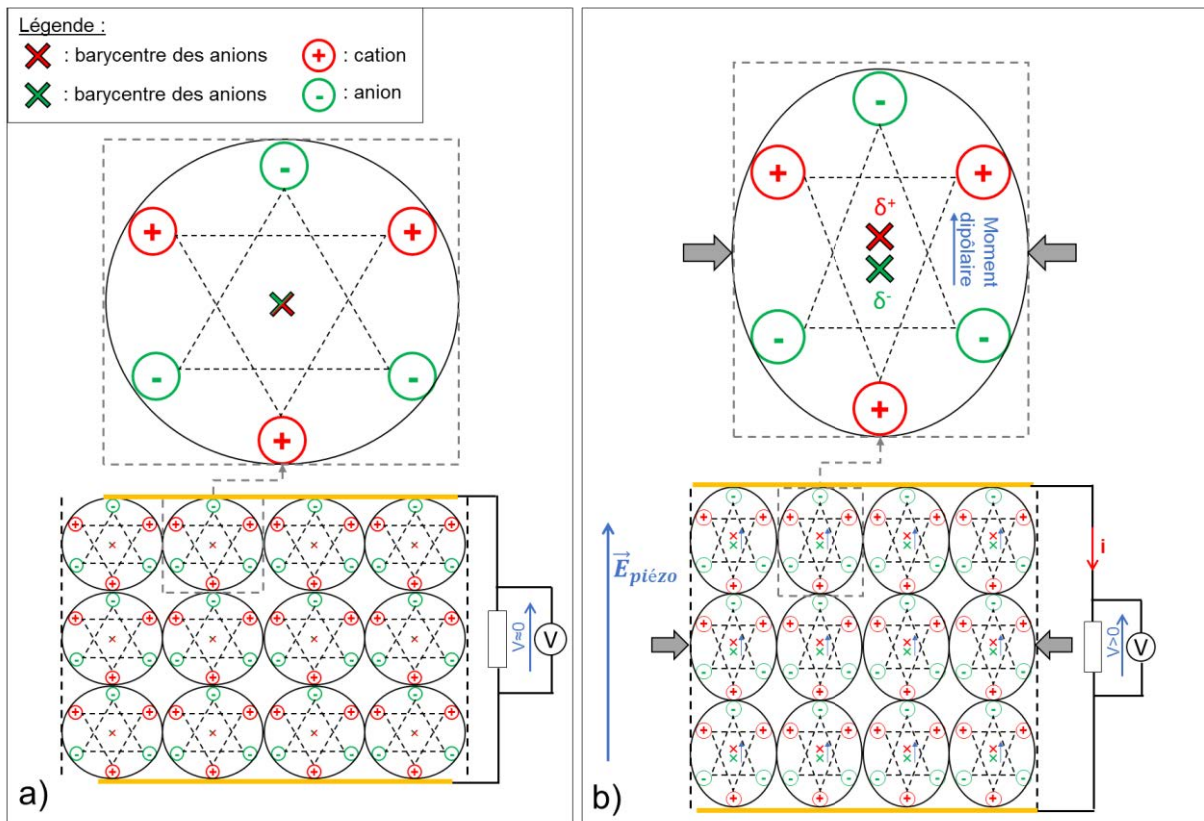 Légende :
: barycentre des anions
: cation
: barycentre des anions
: anion
-
+
+
-
-
+
V≈0
V
a)
-
+
+
δ+
δ-
Moment
dipôlaire
-
-
+
E piézo
i
V>0
V
b)